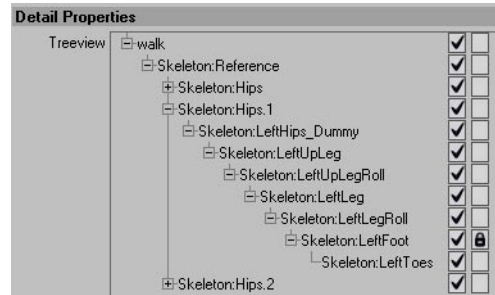 Detail Properties
Treeview walk
Skeleton:Reference
Skeleton:Hips
Skeleton:Hips.1
Skeleton:LeftHips_Dummy
Skeleton:LeftUpLeg
Skeleton:LeftUpLegRoll
Skeleton:LeftLeg
Skeleton:LeftLegRoll
Skeleton:LeftFoot
Skeleton:LeftToes
Skeleton:Hips.2